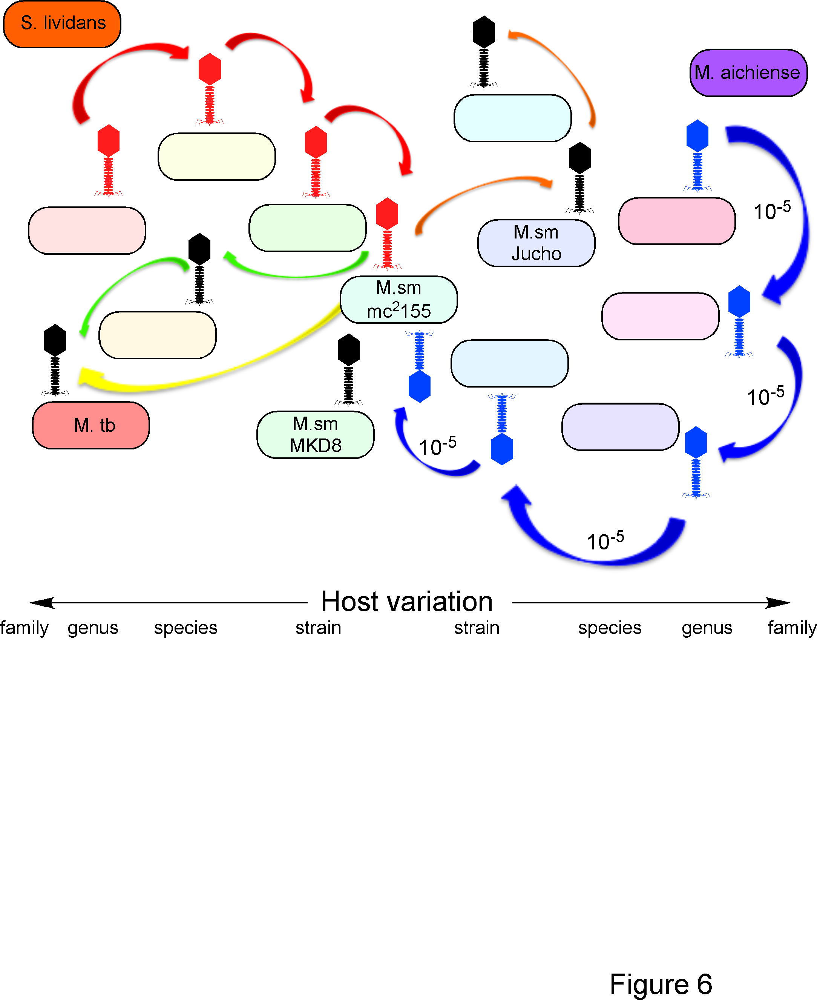 S. lividans
M. aichiense
10⁻⁵
M.sm
Jucho
M.sm
mc²155
10⁻⁵
M. tb
M.sm
MKD8
10⁻⁵
10⁻⁵
Host variation
family genus species strain strain species genus family
Figure 6